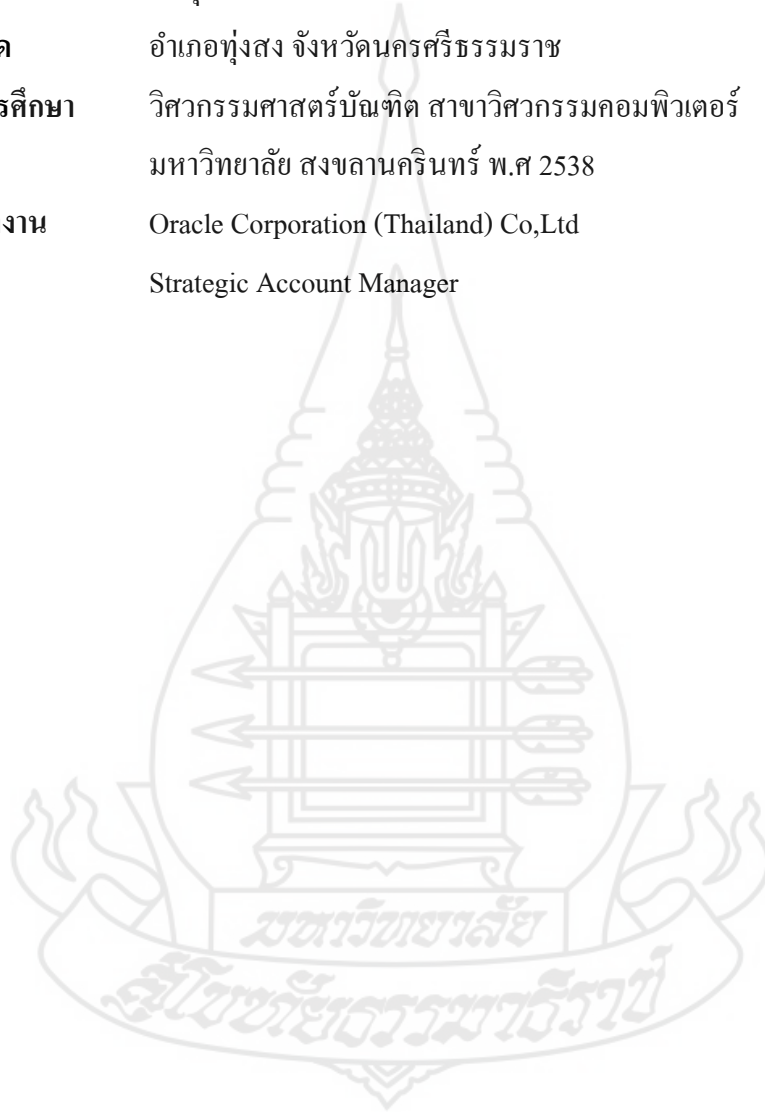 อำเภอทุ่งสง จังหวัดนครศรีธรรมราช
รศึกษา วิศวกรรมศาสตร์บัณฑิต สาขาวิศวกรรมคอมพิวเตอร์
มหาวิทยาลัย สงขลานครินทร์ พ.ศ 2538
งาน Oracle Corporation (Thailand) Co,Ltd
Strategic Account Manager
มหาวิทยาลัย
สุโขทัยธรรมาธิราช